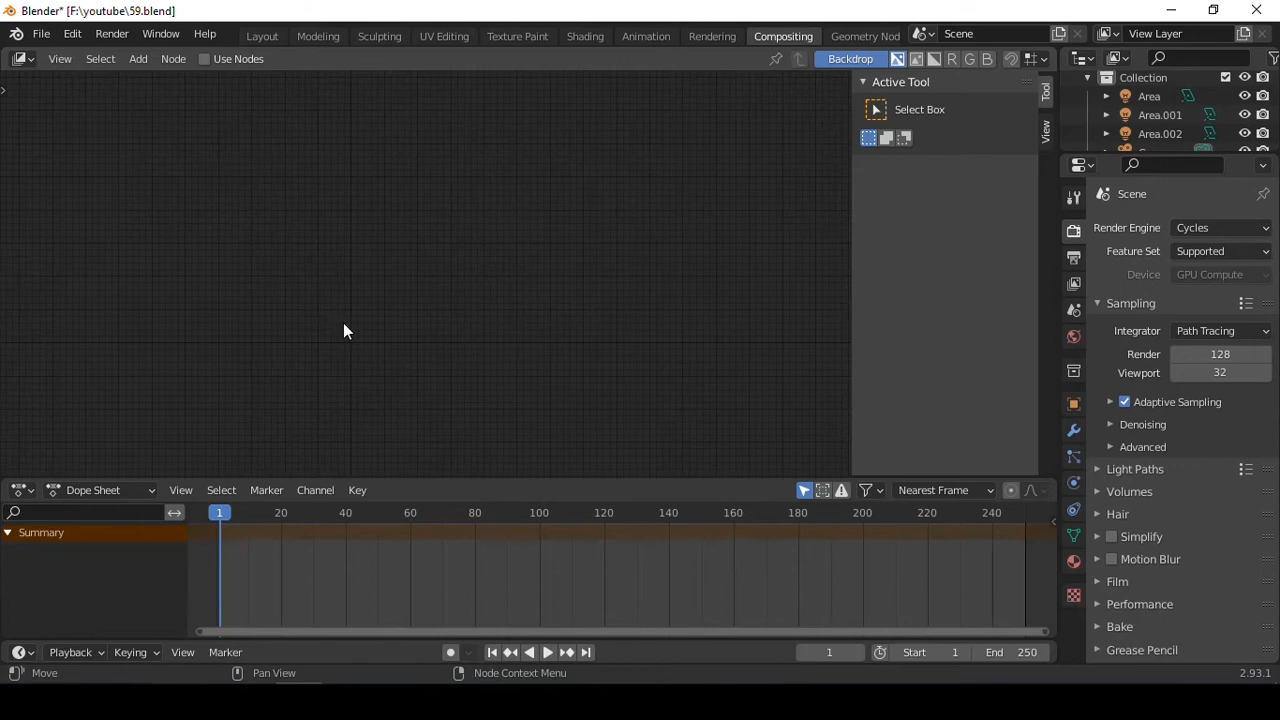 Blender* [F:\youtube\59.blend]
File Edit Render Window Help Layout Modeling Sculpting UV Editing Texture Paint Shading Animation Rendering Compositing Geometry Nod Scene View Layer
View Select Add Node Use Nodes Backdrop R G B
Collection
Area
Area.001
Area.002
Active Tool
Select Box
Tool
View
Scene
Render Engine Cycles
Feature Set Supported
Device GPU Compute
Sampling
Integrator Path Tracing
Render 128
Viewport 32
Adaptive Sampling
Denoising
Advanced
Light Paths
Volumes
Hair
Simplify
Motion Blur
Film
Performance
Bake
Grease Pencil
Dope Sheet View Select Marker Channel Key Nearest Frame
1 20 40 60 80 100 120 140 160 180 200 220 240
Summary
Playback Keying View Marker 1 Start 1 End 250
Move Pan View Node Context Menu 2.93.1